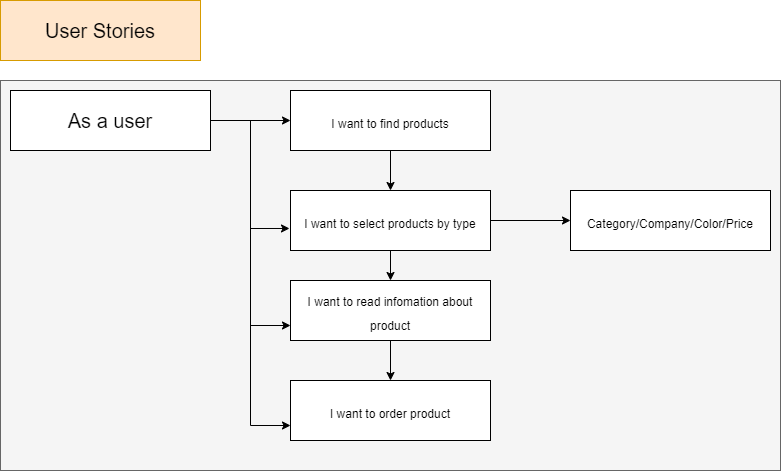 User Stories
As a user
I want to find products
I want to select products by type
Category/Company/Color/Price
I want to read infomation about
product
I want to order product